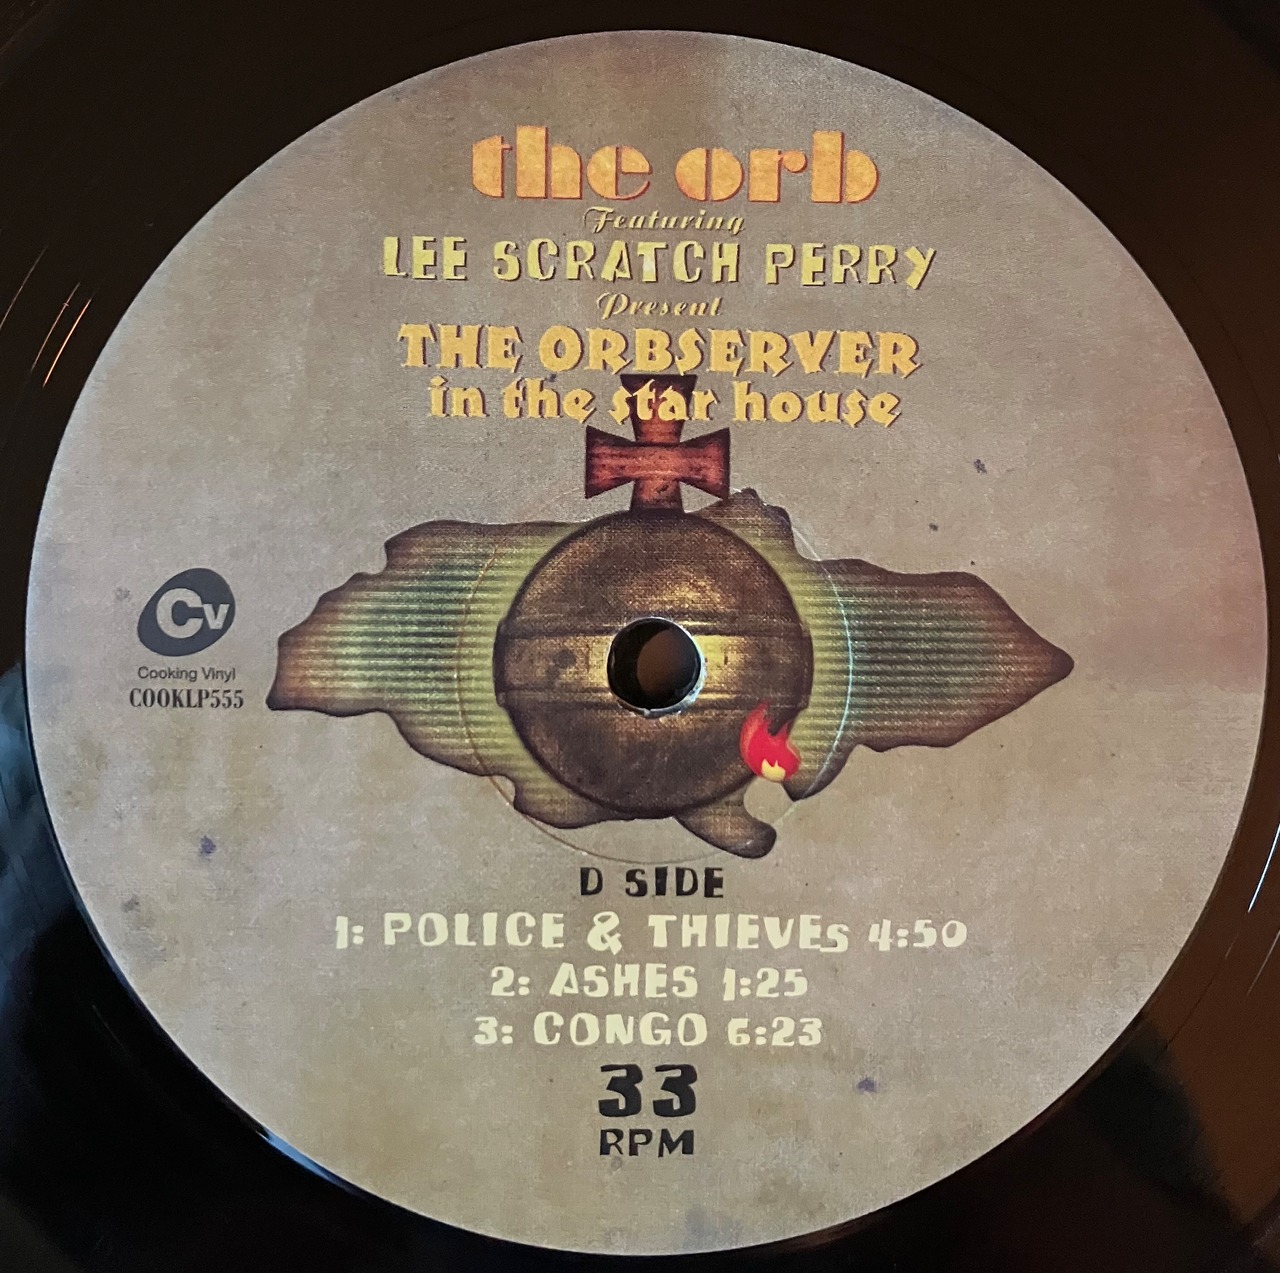 the orb
Featuring
LEE SCRATCH PERRY
Present
THE ORBSERVER
in the star house
Cv
Cooking Vinyl
COOKLP555
D SIDE
1: POLICE & THIEVES 4:50
2: ASHES 1:25
3: CONGO 6:23
33
RPM